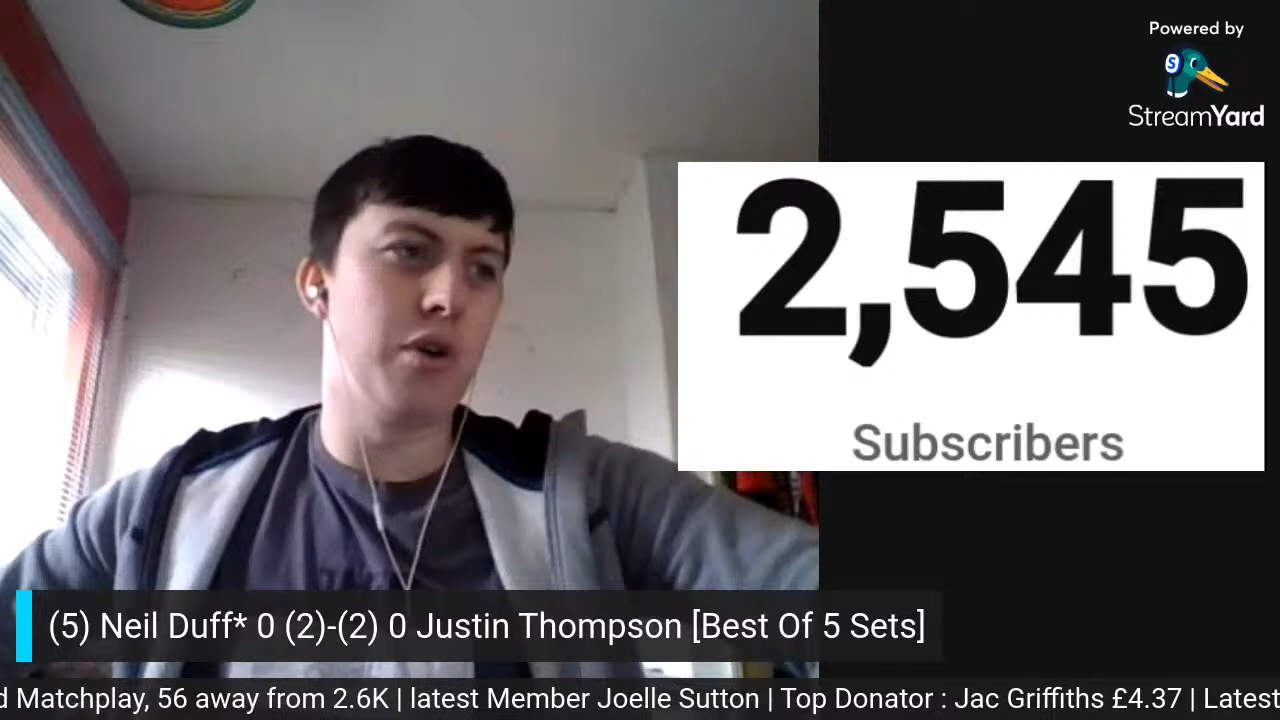 Powered by
S
StreamYard
2,545
Subscribers
(5) Neil Duff* 0 (2)-(2) 0 Justin Thompson [Best Of 5 Sets]
d Matchplay, 56 away from 2.6K | latest Member Joelle Sutton | Top Donator : Jac Griffiths £4.37 | Latest